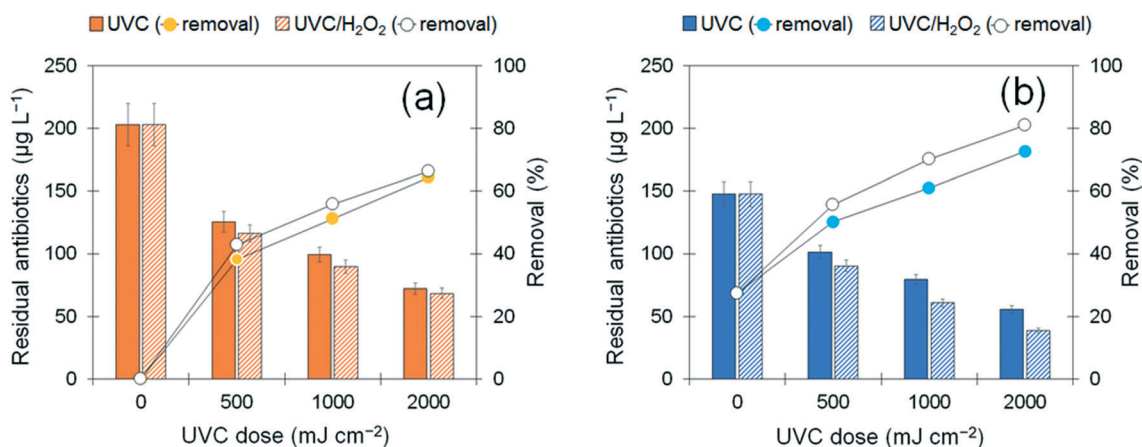 UVC (removal) UVC/H₂O₂ (removal)
250
200
150
100
50
0
Residual antibiotics (µg L⁻¹)
(a)
100
80
60
40
20
0
Removal (%)
0 500 1000 2000
UVC dose (mJ cm⁻²)
UVC (removal) UVC/H₂O₂ (removal)
250
200
150
100
50
0
Residual antibiotics (µg L⁻¹)
(b)
100
80
60
40
20
0
Removal (%)
0 500 1000 2000
UVC dose (mJ cm⁻²)